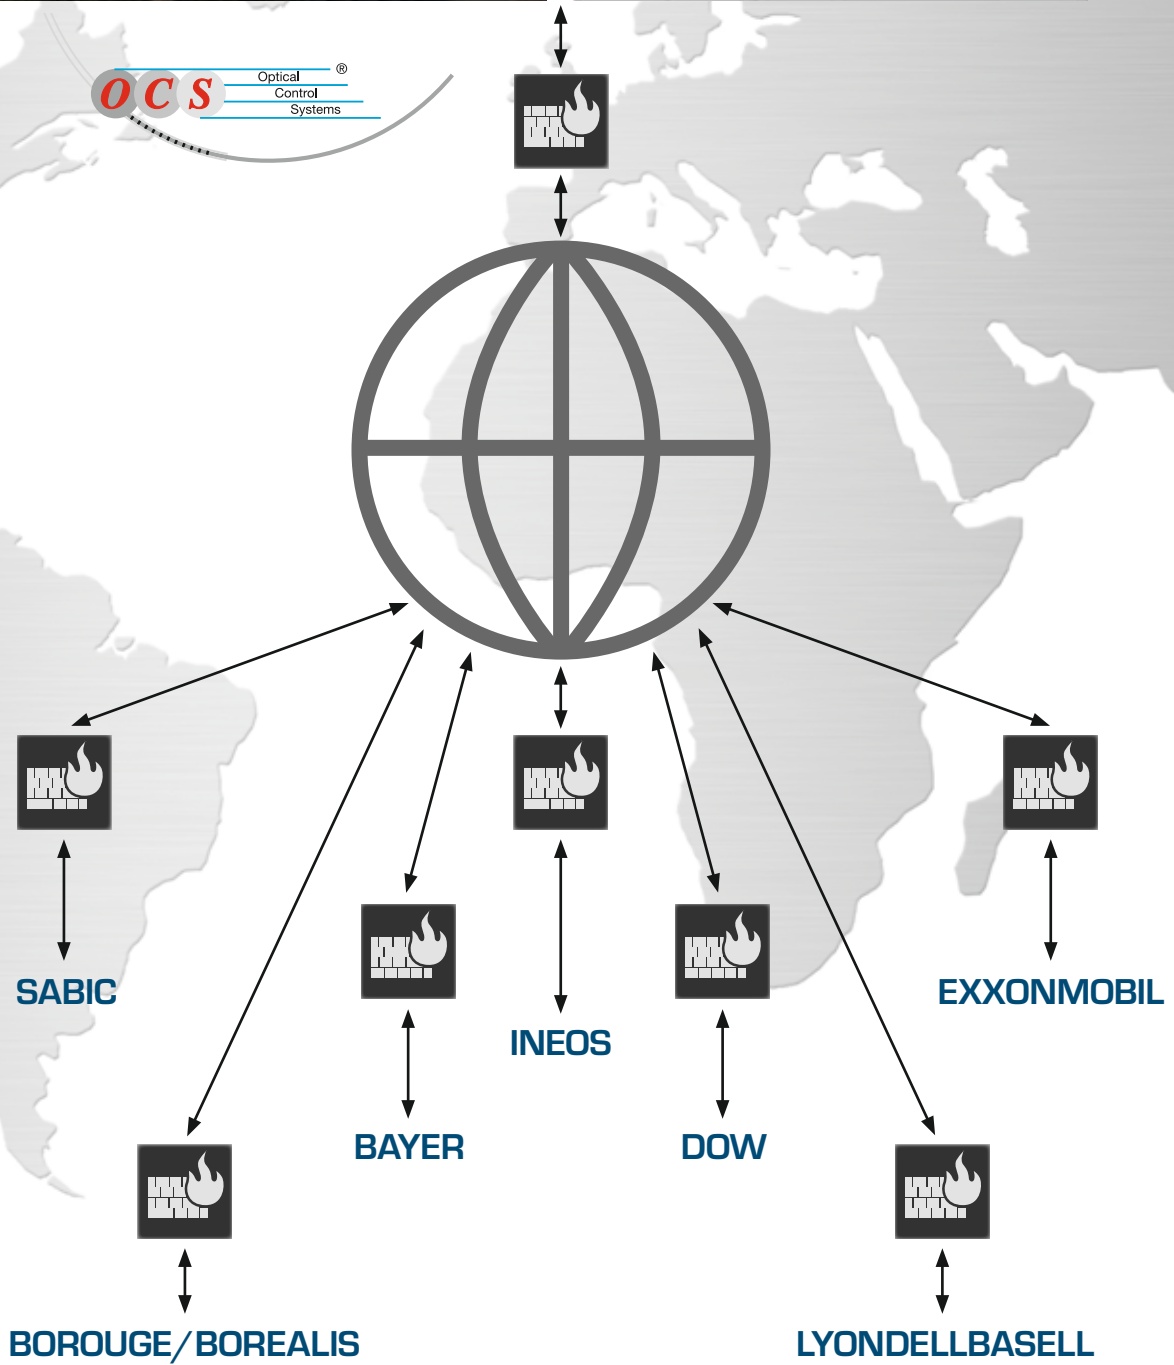 OCS
Optical ®
Control
Systems
SABIC
EXXONMOBIL
INEOS
BAYER
DOW
BOROUGE/BOREALIS
LYONDELLBASELL